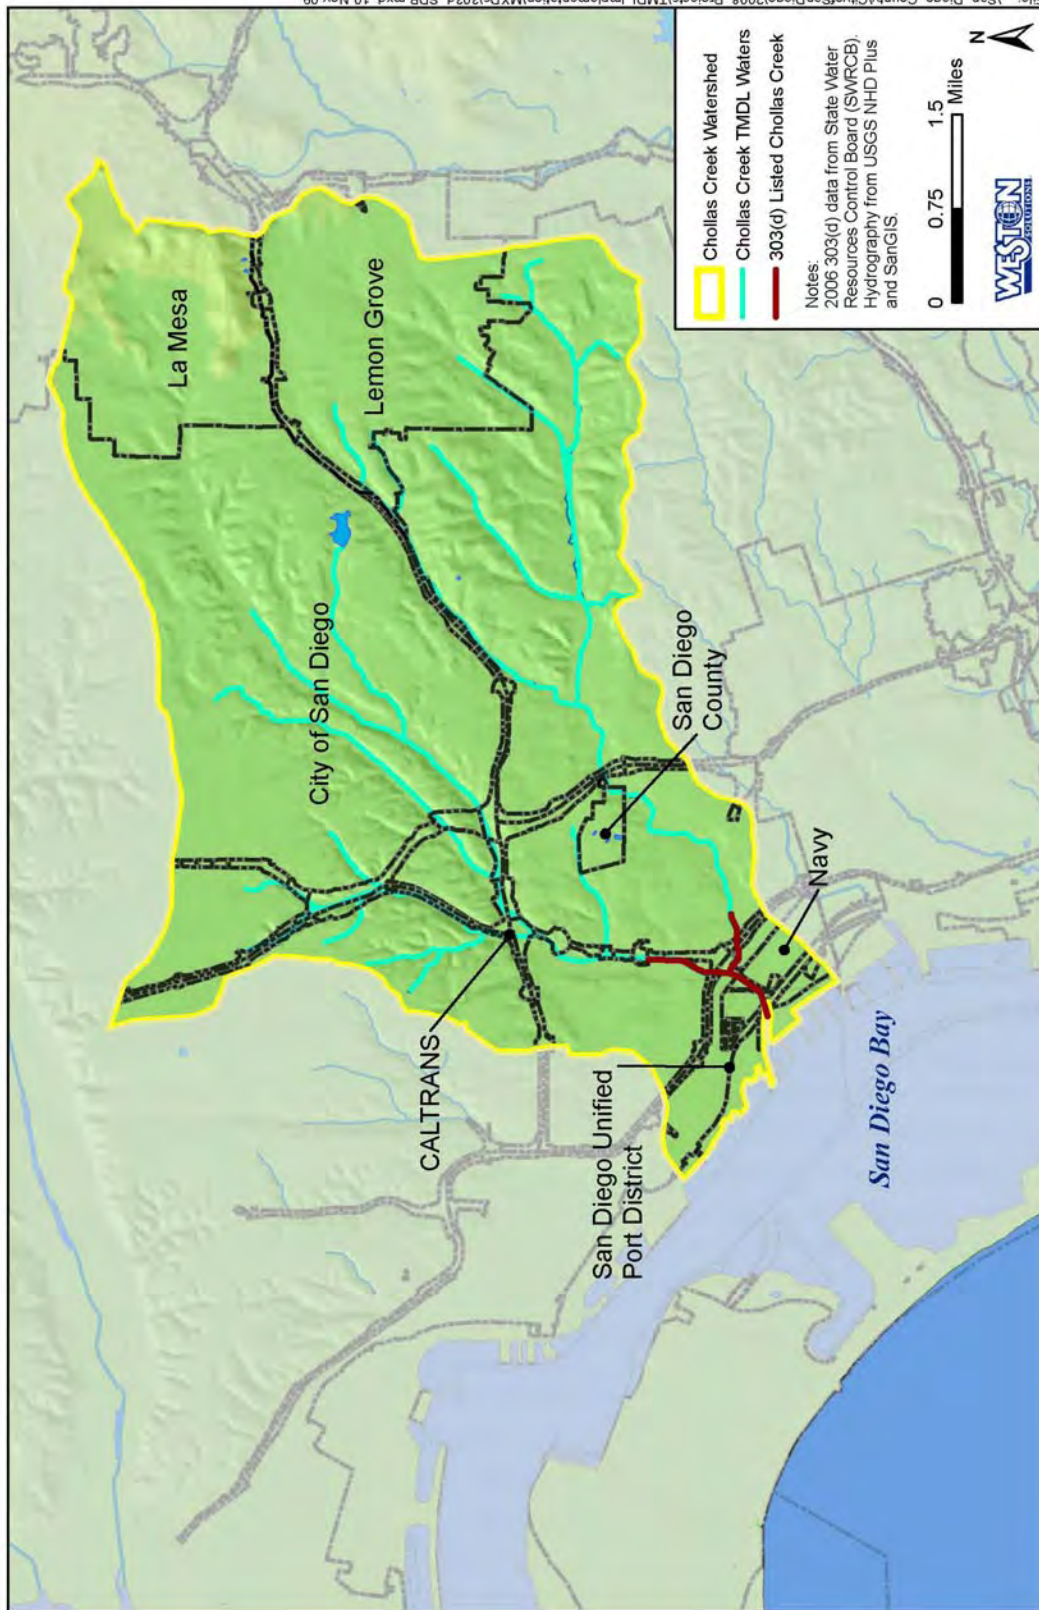 La Mesa
Lemon Grove
City of San Diego
San Diego
County
CALTRANS
Navy
San Diego Unified
Port District
San Diego Bay
Chollas Creek Watershed
Chollas Creek TMDL Waters
303(d) Listed Chollas Creek
Notes:
2006 303(d) data from State Water
Resources Control Board (SWRCB).
Hydrography from USGS NHD Plus
and SanGIS.
0 0.75 1.5
Miles
N
WESTON
SOLUTIONS